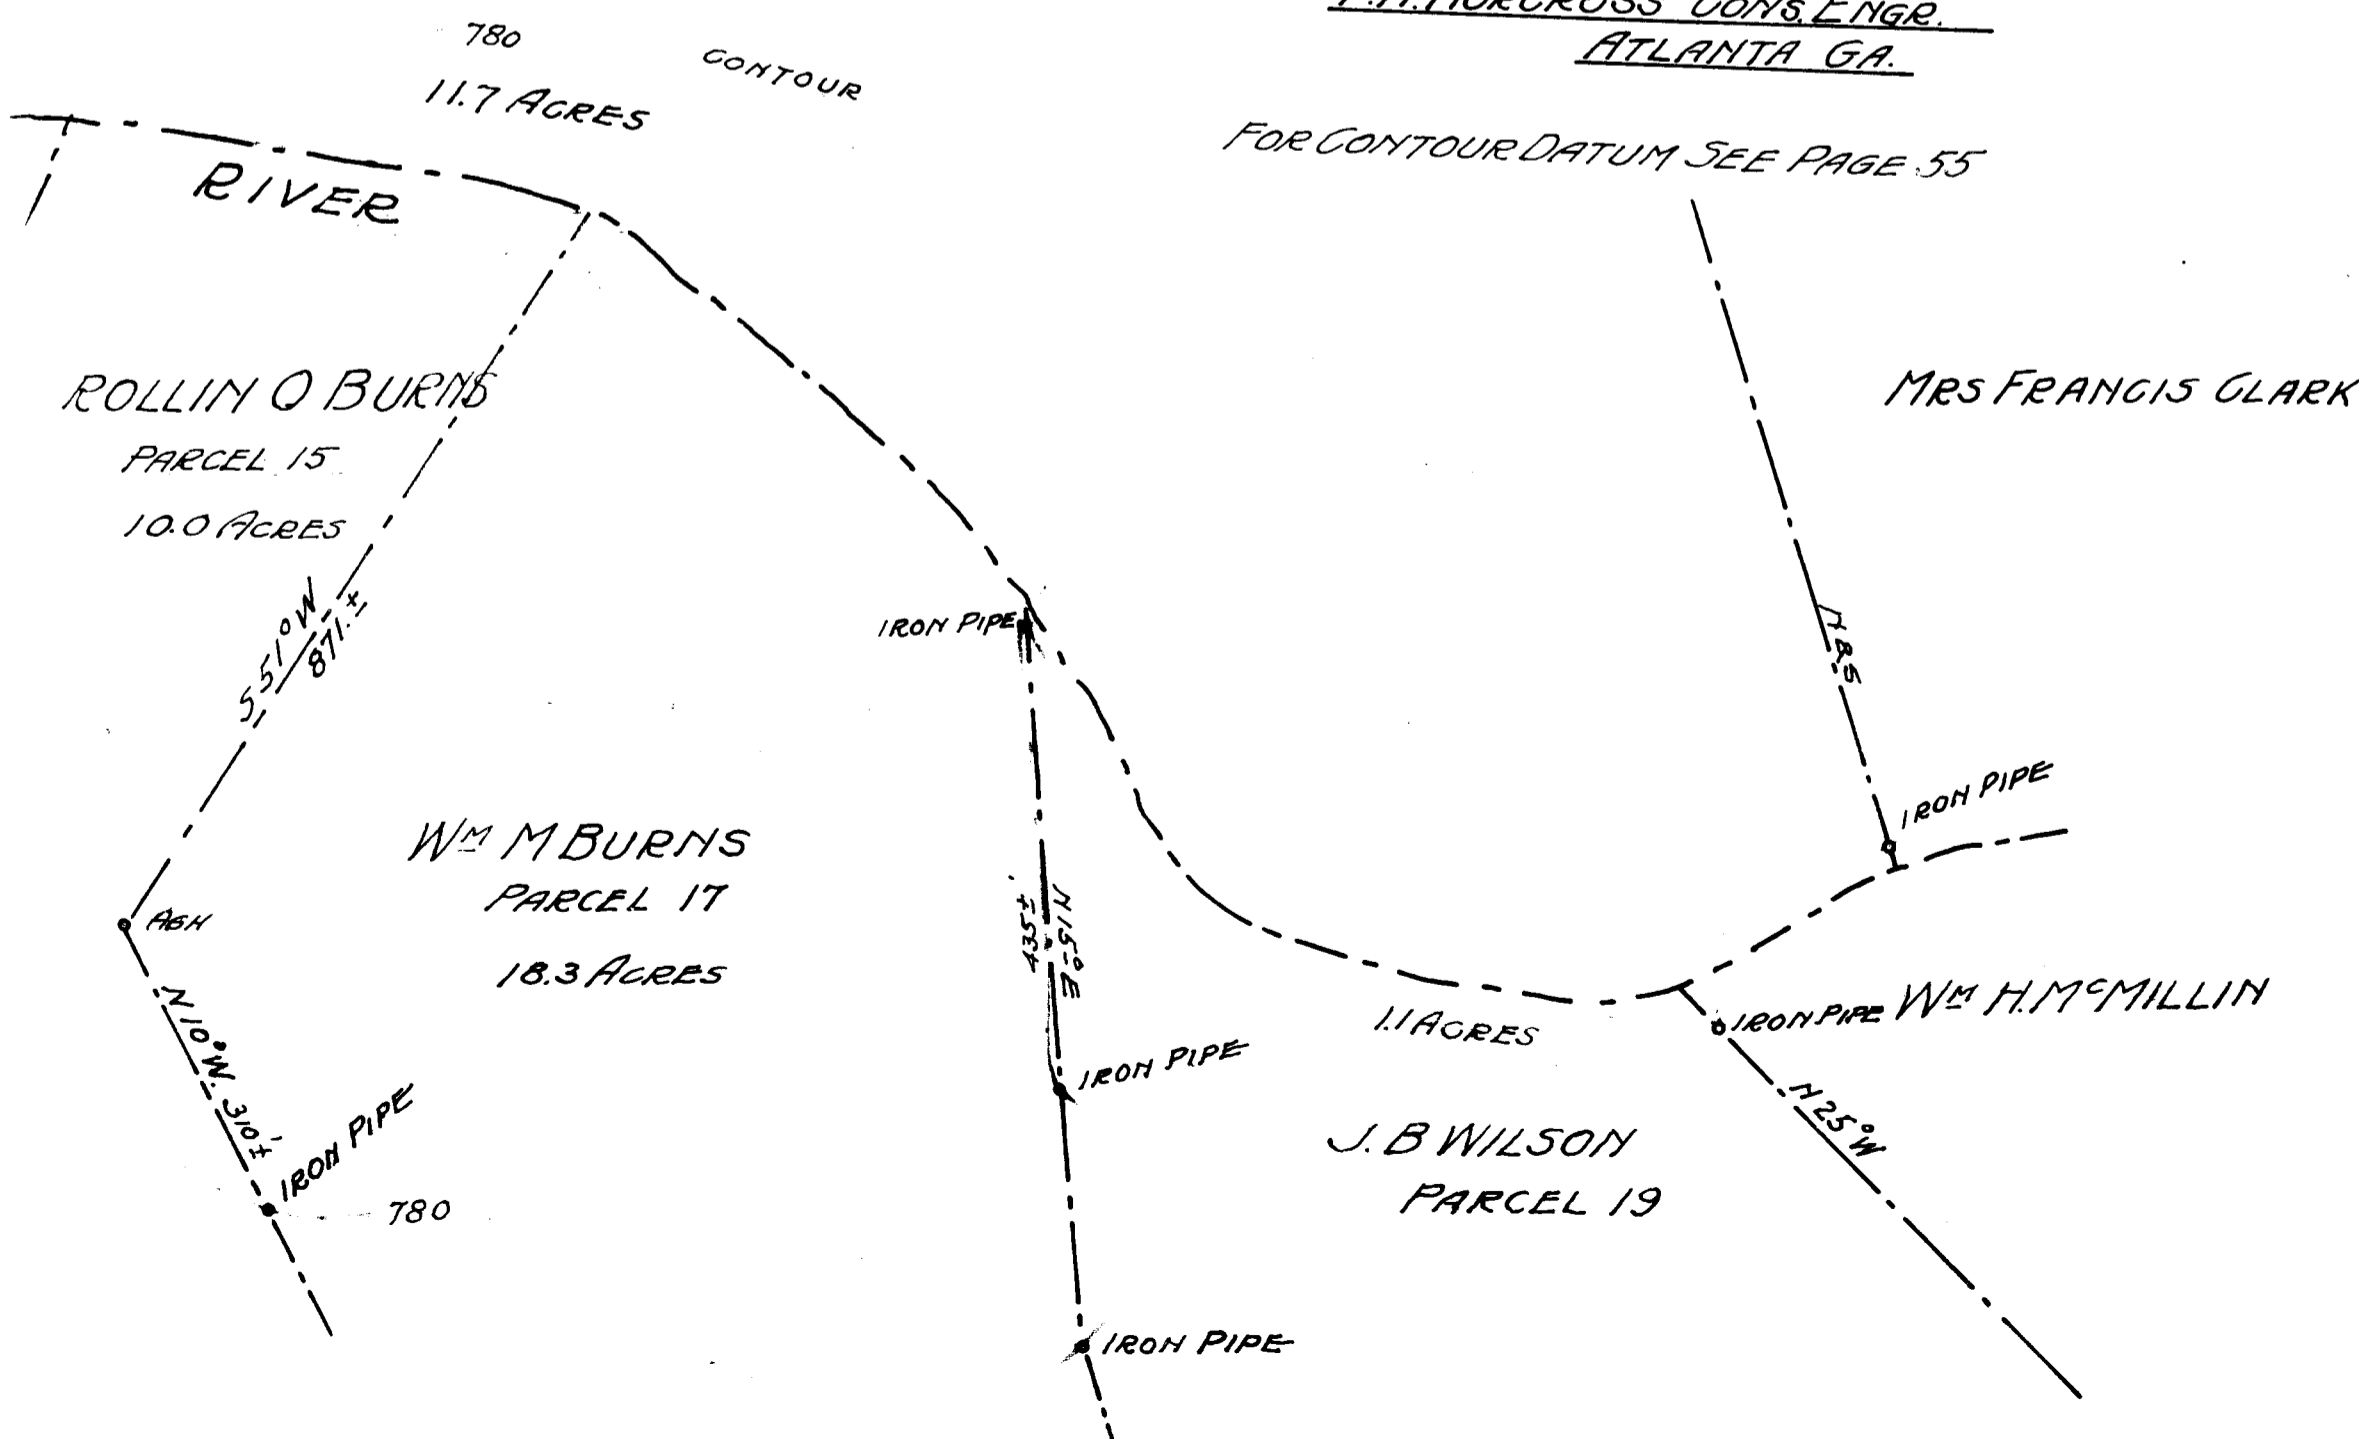 NORCROSS CONS. ENGR.
ATLANTA GA.
780
CONTOUR
11.7 ACRES
FOR CONTOUR DATUM SEE PAGE 55
RIVER
ROLLIN O BURNS
PARCEL 15
10.0 ACRES
MRS FRANCIS CLARK
S 51° W
871.±
IRON PIPE
N 85
IRON PIPE
WM M BURNS
PARCEL 17
18.3 ACRES
ASH
435±'
N 15° E
N 10° W. 310'±
IRON PIPE
780
1.1 ACRES
IRON PIPE
IRON PIPE
WM H. MCMILLIN
J. B WILSON
PARCEL 19
N 25° W
IRON PIPE